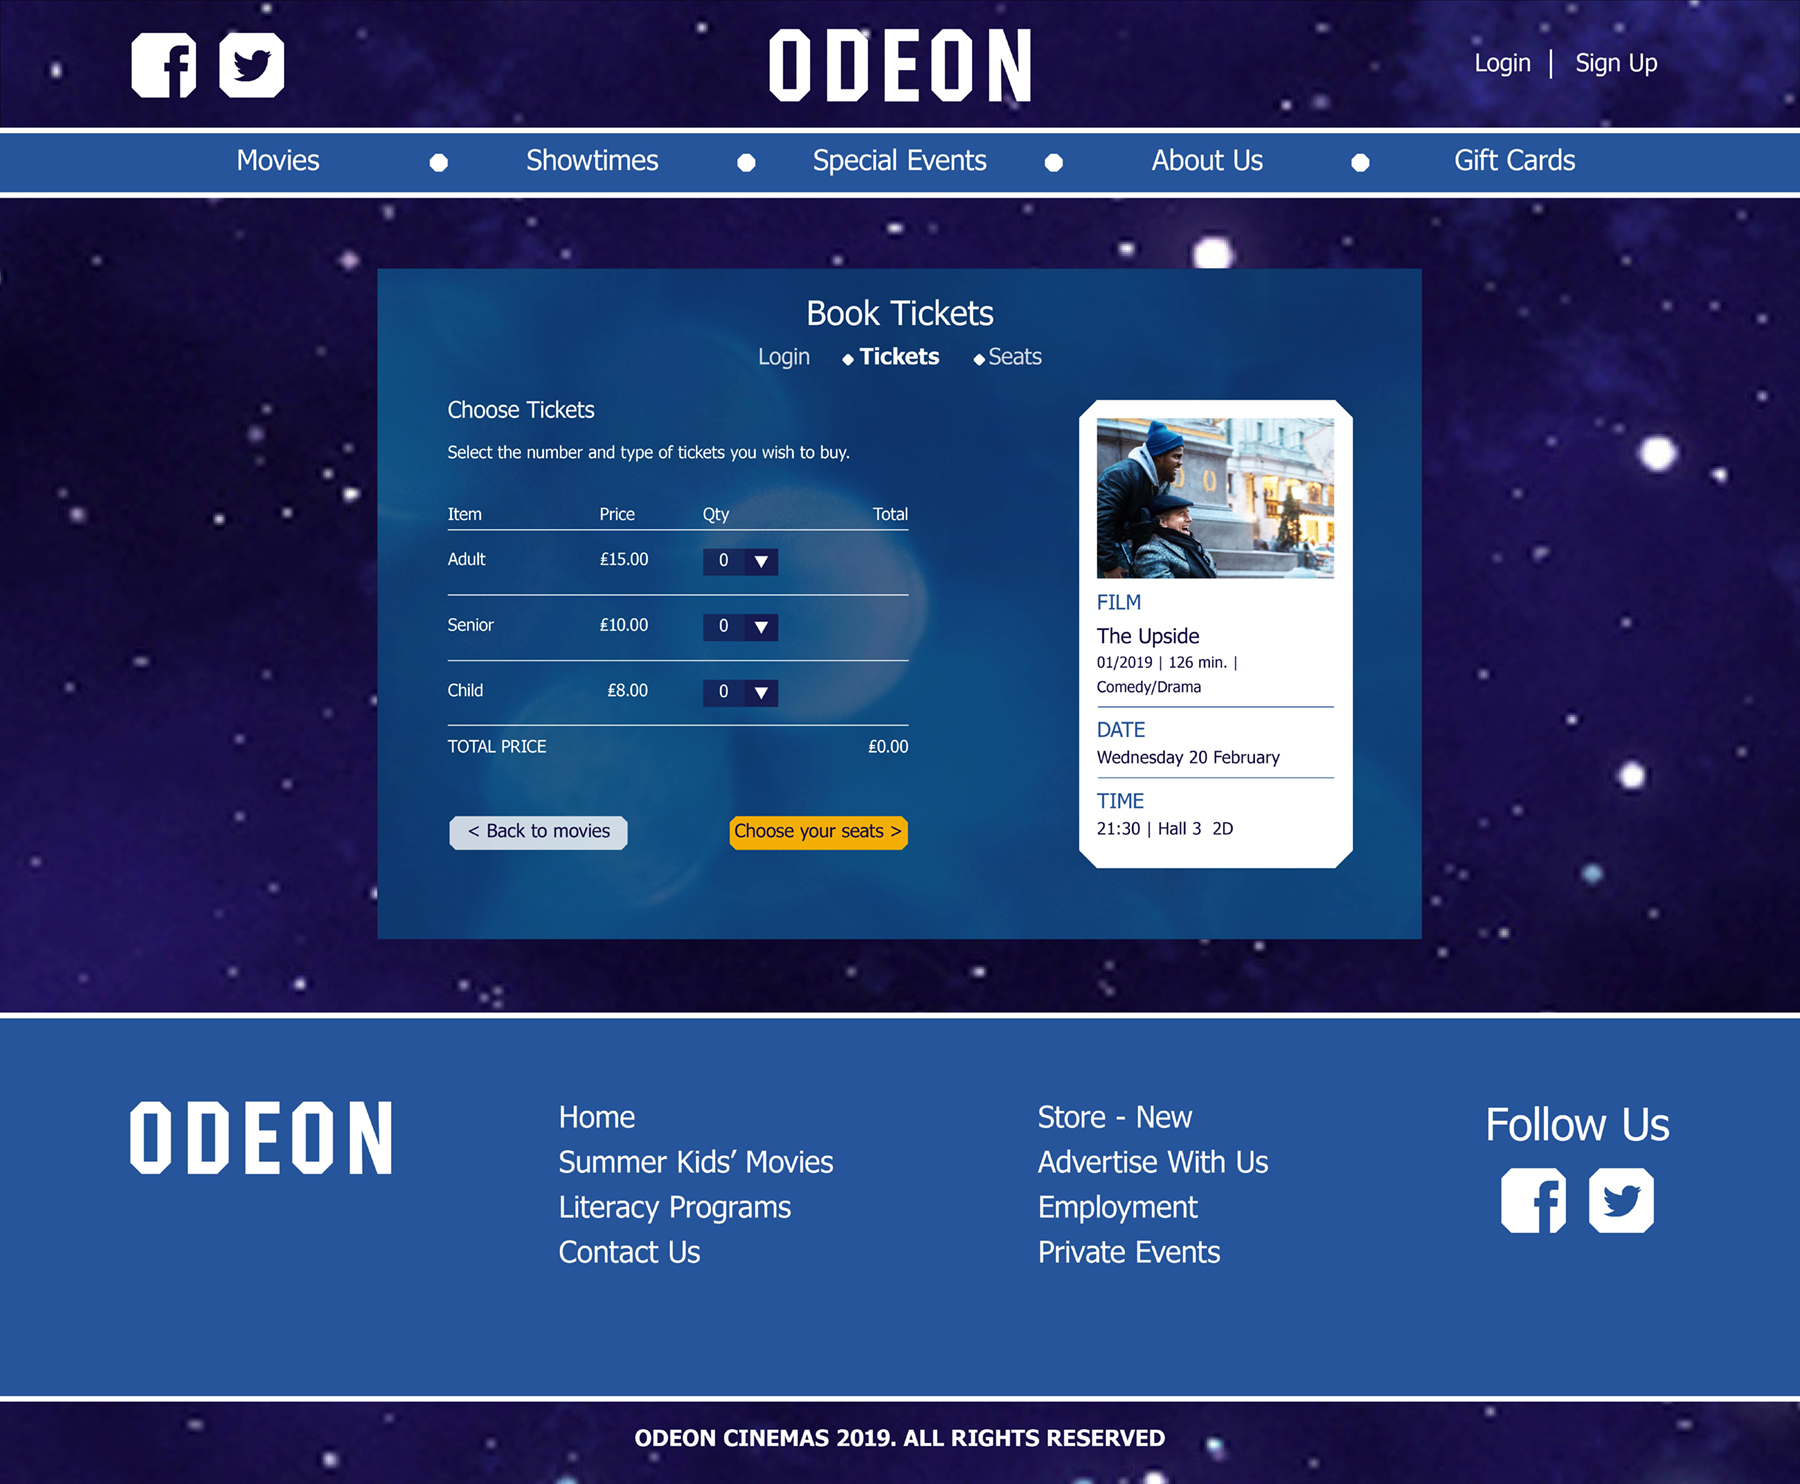 ODEON
Login | Sign Up
Movies
Showtimes
Special Events
About Us
Gift Cards
Book Tickets
Login ◆ Tickets ◆ Seats
Choose Tickets
Select the number and type of tickets you wish to buy.
Item Price Qty Total
Adult £15.00 0 ▼
Senior £10.00 0 ▼
Child £8.00 0 ▼
TOTAL PRICE £0.00
< Back to movies
Choose your seats >
FILM
The Upside
01/2019 | 126 min. |
Comedy/Drama
DATE
Wednesday 20 February
TIME
21:30 | Hall 3 2D
ODEON
Home
Summer Kids’ Movies
Literacy Programs
Contact Us
Store - New
Advertise With Us
Employment
Private Events
Follow Us
ODEON CINEMAS 2019. ALL RIGHTS RESERVED